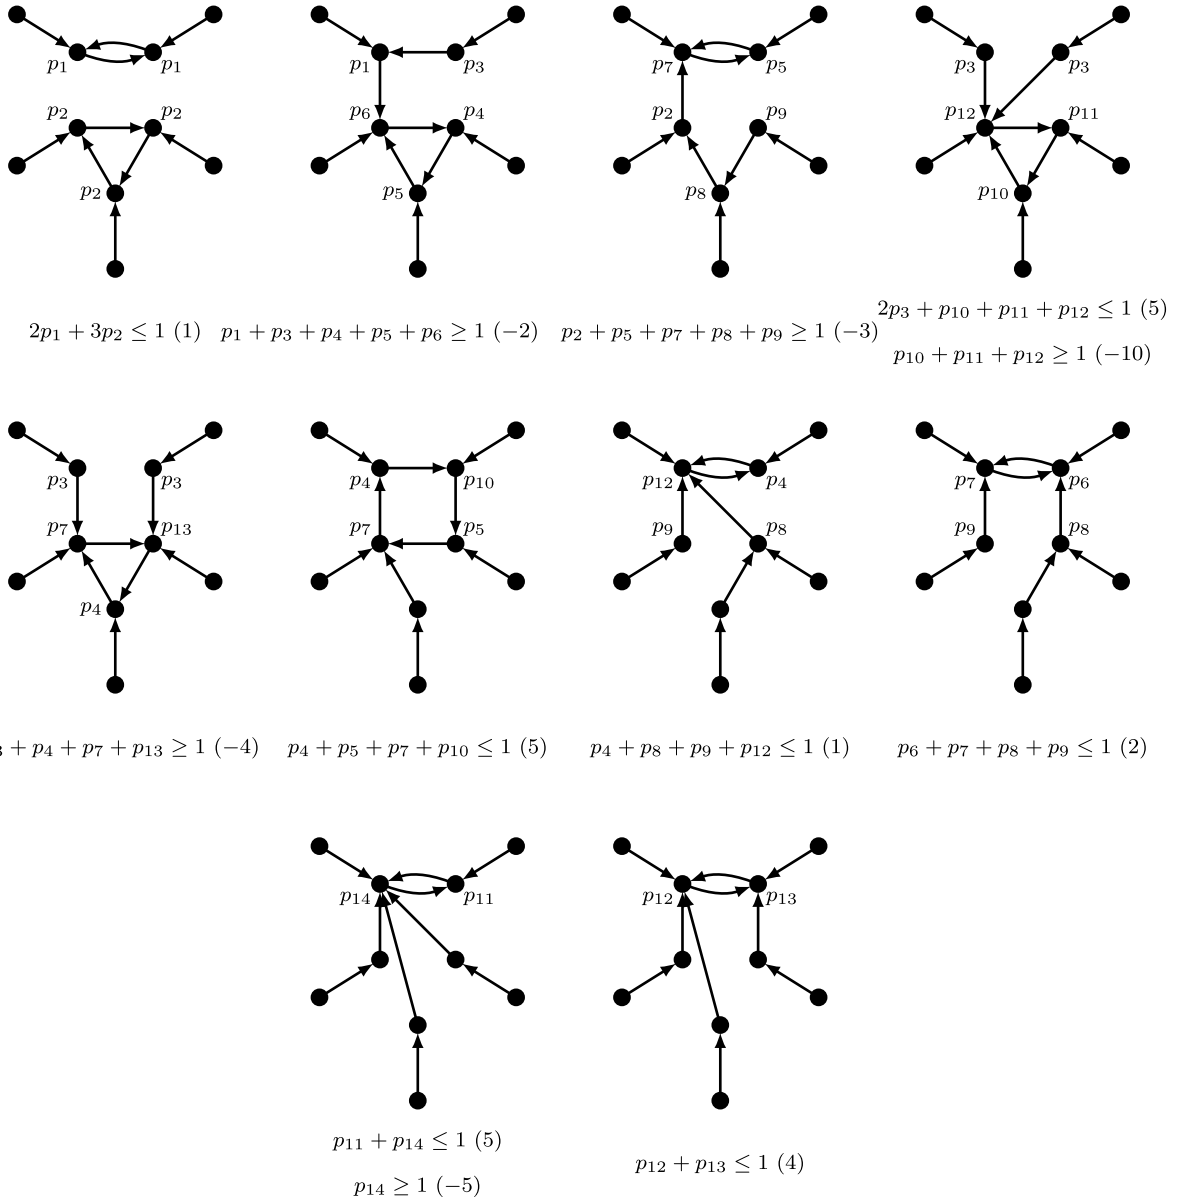 p₁ p₁ p₁ p₃ p₇ p₅ p₃ p₃
p₂ p₂ p₆ p₄ p₂ p₉ p₁₂ p₁₁
p₂ p₅ p₈ p₁₀
2p₁ + 3p₂ ≤ 1 (1)
p₁ + p₃ + p₄ + p₅ + p₆ ≥ 1 (−2)
p₂ + p₅ + p₇ + p₈ + p₉ ≥ 1 (−3)
2p₃ + p₁₀ + p₁₁ + p₁₂ ≤ 1 (5)
p₁₀ + p₁₁ + p₁₂ ≥ 1 (−10)
p₃ p₃ p₄ p₁₀ p₁₂ p₄ p₇ p₆
p₇ p₁₃ p₇ p₅ p₉ p₈ p₉ p₈
p₄
+ p₄ + p₇ + p₁₃ ≥ 1 (−4)
p₄ + p₅ + p₇ + p₁₀ ≤ 1 (5)
p₄ + p₈ + p₉ + p₁₂ ≤ 1 (1)
p₆ + p₇ + p₈ + p₉ ≤ 1 (2)
p₁₄ p₁₁ p₁₂ p₁₃
p₁₁ + p₁₄ ≤ 1 (5)
p₁₄ ≥ 1 (−5)
p₁₂ + p₁₃ ≤ 1 (4)